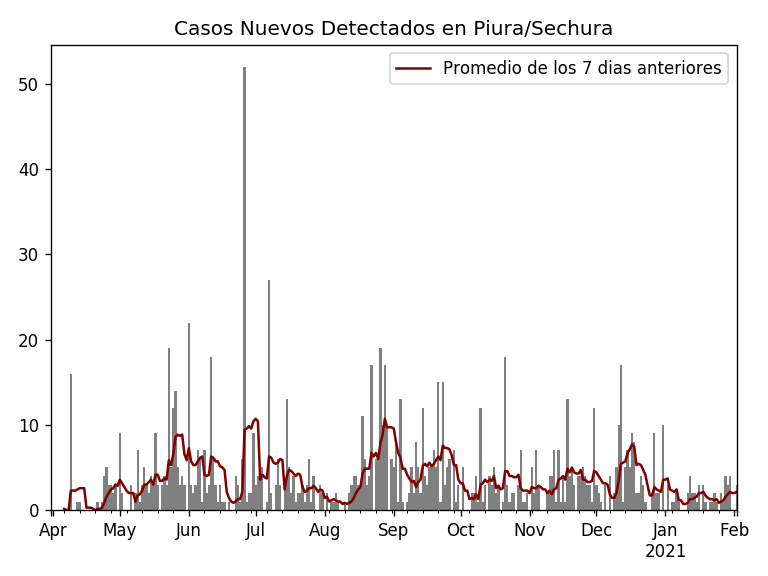 Casos Nuevos Detectados en Piura/Sechura
Promedio de los 7 dias anteriores
50
40
30
20
10
0
Apr May Jun Jul Aug Sep Oct Nov Dec Jan Feb
2021